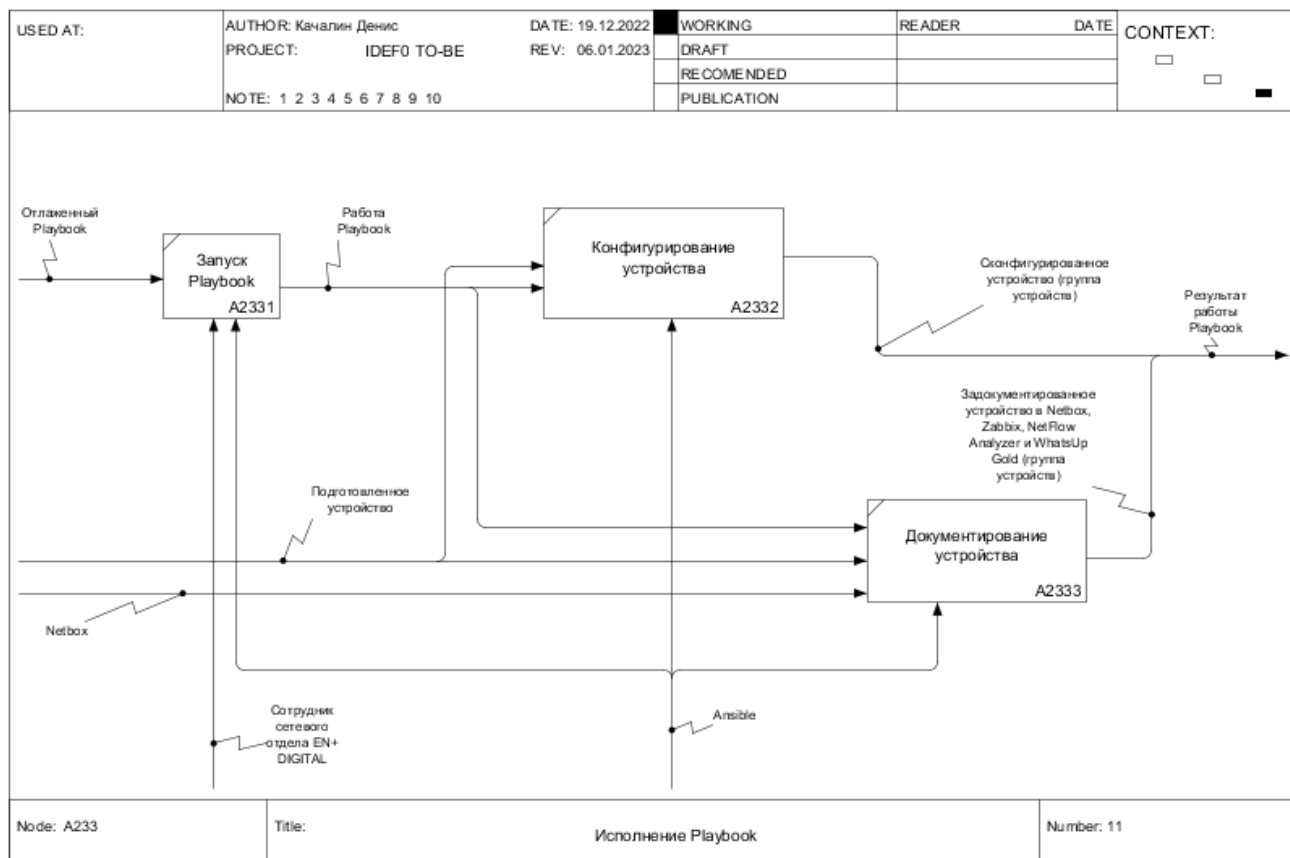 USED AT:
AUTHOR: Качалин Денис
DATE: 19.12.2022
PROJECT: IDEF0 TO-BE
REV: 06.01.2023
NOTE: 1 2 3 4 5 6 7 8 9 10
WORKING
DRAFT
RECOMENDED
PUBLICATION
READER
DATE
CONTEXT:
Отлаженный
Playbook
Запуск
Playbook
A2331
Работа
Playbook
Конфигурирование
устройства
A2332
Сконфигурированное
устройство (группа
устройств)
Результат
работы
Playbook
Задокументированное
устройство в Netbox,
Zabbix, NetFlow
Analyzer и WhatsUp
Gold (группа
устройств)
Подготовленное
устройство
Документирование
устройства
A2333
Netbox
Сотрудник
сетевого
отдела EN+
DIGITAL
Ansible
Node: A233
Title:
Исполнение Playbook
Number: 11